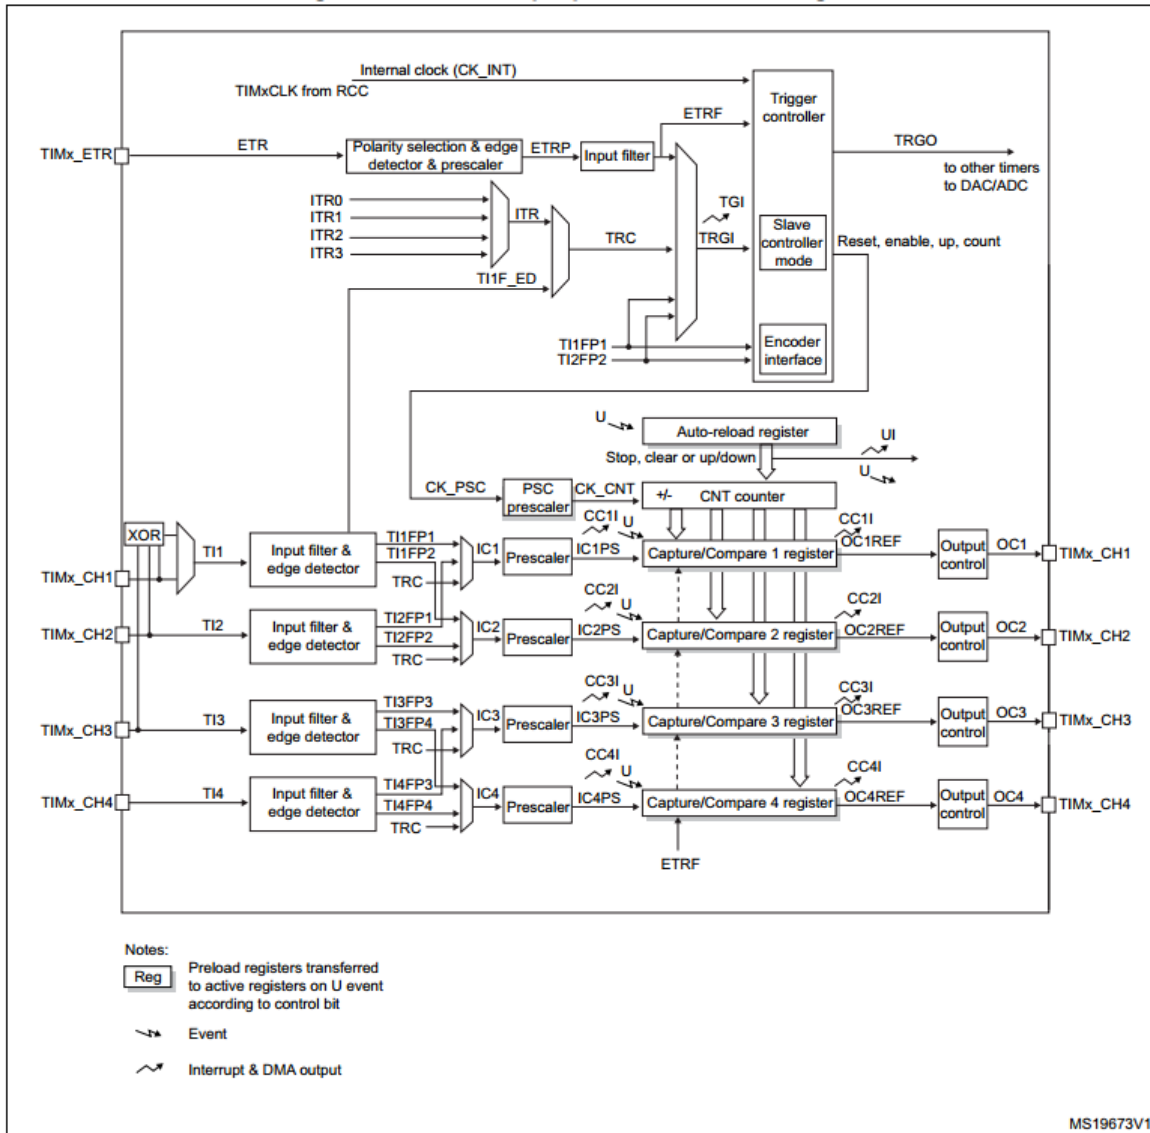 Internal clock (CK_INT)
TIMxCLK from RCC
Trigger
controller
ETRF
TIMx_ETR
ETR
Polarity selection & edge
detector & prescaler
ETRP
Input filter
TRGO
to other timers
to DAC/ADC
ITR0
ITR1
ITR2
ITR3
ITR
TRC
TGI
TRGI
Slave
controller
mode
Reset, enable, up, count
TI1F_ED
TI1FP1
TI2FP2
Encoder
interface
U
Auto-reload register
UI
Stop, clear or up/down
U
CK_PSC
PSC
prescaler
CK_CNT
+/-
CNT counter
XOR
TIMx_CH1
TI1
Input filter &
edge detector
TI1FP1
TI1FP2
TRC
IC1
Prescaler
IC1PS
CC1I
U
Capture/Compare 1 register
CC1I
OC1REF
Output
control
OC1
TIMx_CH1
TIMx_CH2
TI2
Input filter &
edge detector
TI2FP1
TI2FP2
TRC
IC2
Prescaler
IC2PS
CC2I
U
Capture/Compare 2 register
CC2I
OC2REF
Output
control
OC2
TIMx_CH2
TIMx_CH3
TI3
Input filter &
edge detector
TI3FP3
TI3FP4
TRC
IC3
Prescaler
IC3PS
CC3I
U
Capture/Compare 3 register
CC3I
OC3REF
Output
control
OC3
TIMx_CH3
TIMx_CH4
TI4
Input filter &
edge detector
TI4FP3
TI4FP4
TRC
IC4
Prescaler
IC4PS
CC4I
U
Capture/Compare 4 register
CC4I
OC4REF
Output
control
OC4
TIMx_CH4
ETRF
Notes:
Reg
Preload registers transferred
to active registers on U event
according to control bit
Event
Interrupt & DMA output
MS19673V1